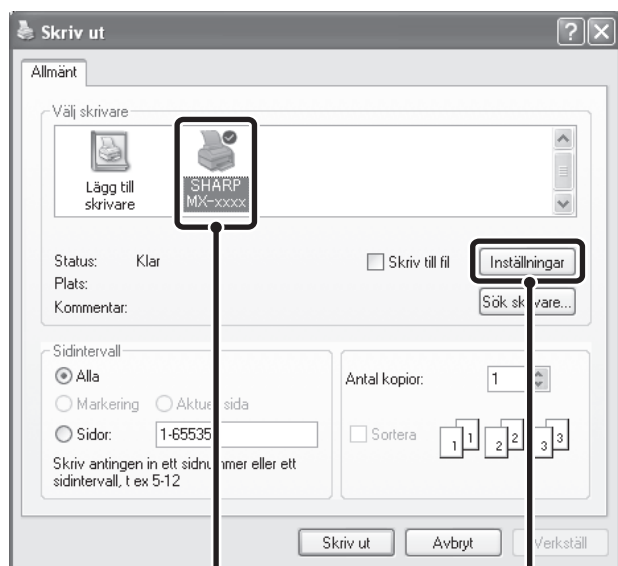 Skriv ut
Allmänt
Välj skrivare
Lägg till
skrivare
SHARP
MX-xxxx
Status: Klar
Skriv till fil
Inställningar
Plats:
Kommentar:
Sök skrivare...
Sidintervall
Alla
Markering
Aktuell sida
Sidor: 1-65535
Skriv antingen in ett sidnummer eller ett
sidintervall, t ex 5-12
Antal kopior: 1
Sortera
1 1 2 2 3 3
Skriv ut
Avbryt
Verkställ